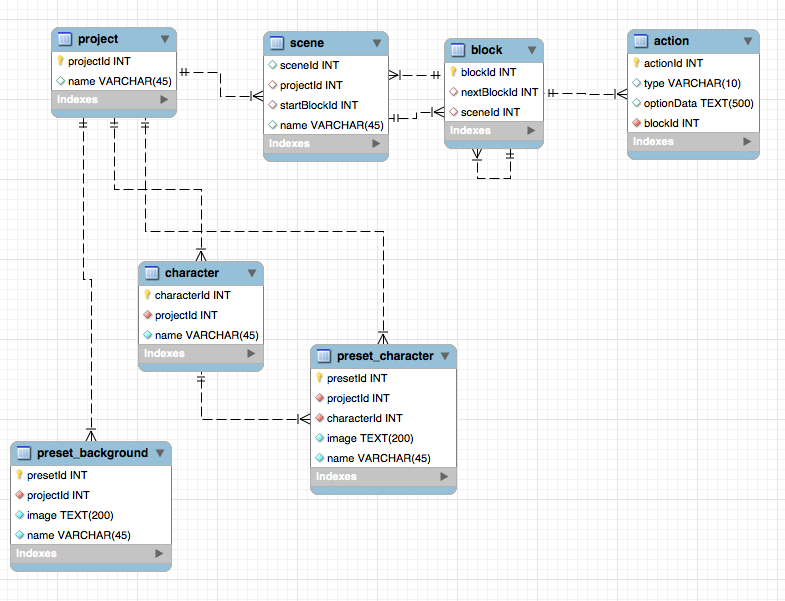 project
projectId INT
name VARCHAR(45)
Indexes
scene
sceneId INT
projectId INT
startBlockId INT
name VARCHAR(45)
Indexes
block
blockId INT
nextBlockId INT
sceneId INT
Indexes
action
actionId INT
type VARCHAR(10)
optionData TEXT(500)
blockId INT
Indexes
character
characterId INT
projectId INT
name VARCHAR(45)
Indexes
preset_character
presetId INT
projectId INT
characterId INT
image TEXT(200)
name VARCHAR(45)
Indexes
preset_background
presetId INT
projectId INT
image TEXT(200)
name VARCHAR(45)
Indexes